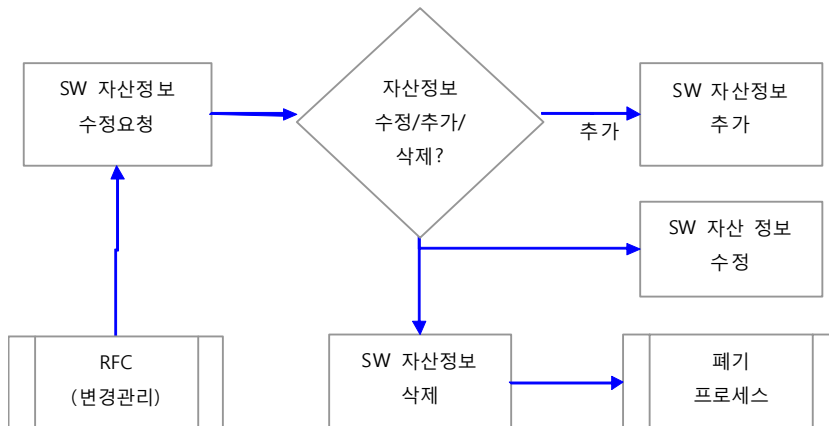 SW 자산정보
수정요청
자산정보
수정/추가/
삭제?
추가
SW 자산정보
추가
SW 자산 정보
수정
RFC
(변경관리)
SW 자산정보
삭제
폐기
프로세스